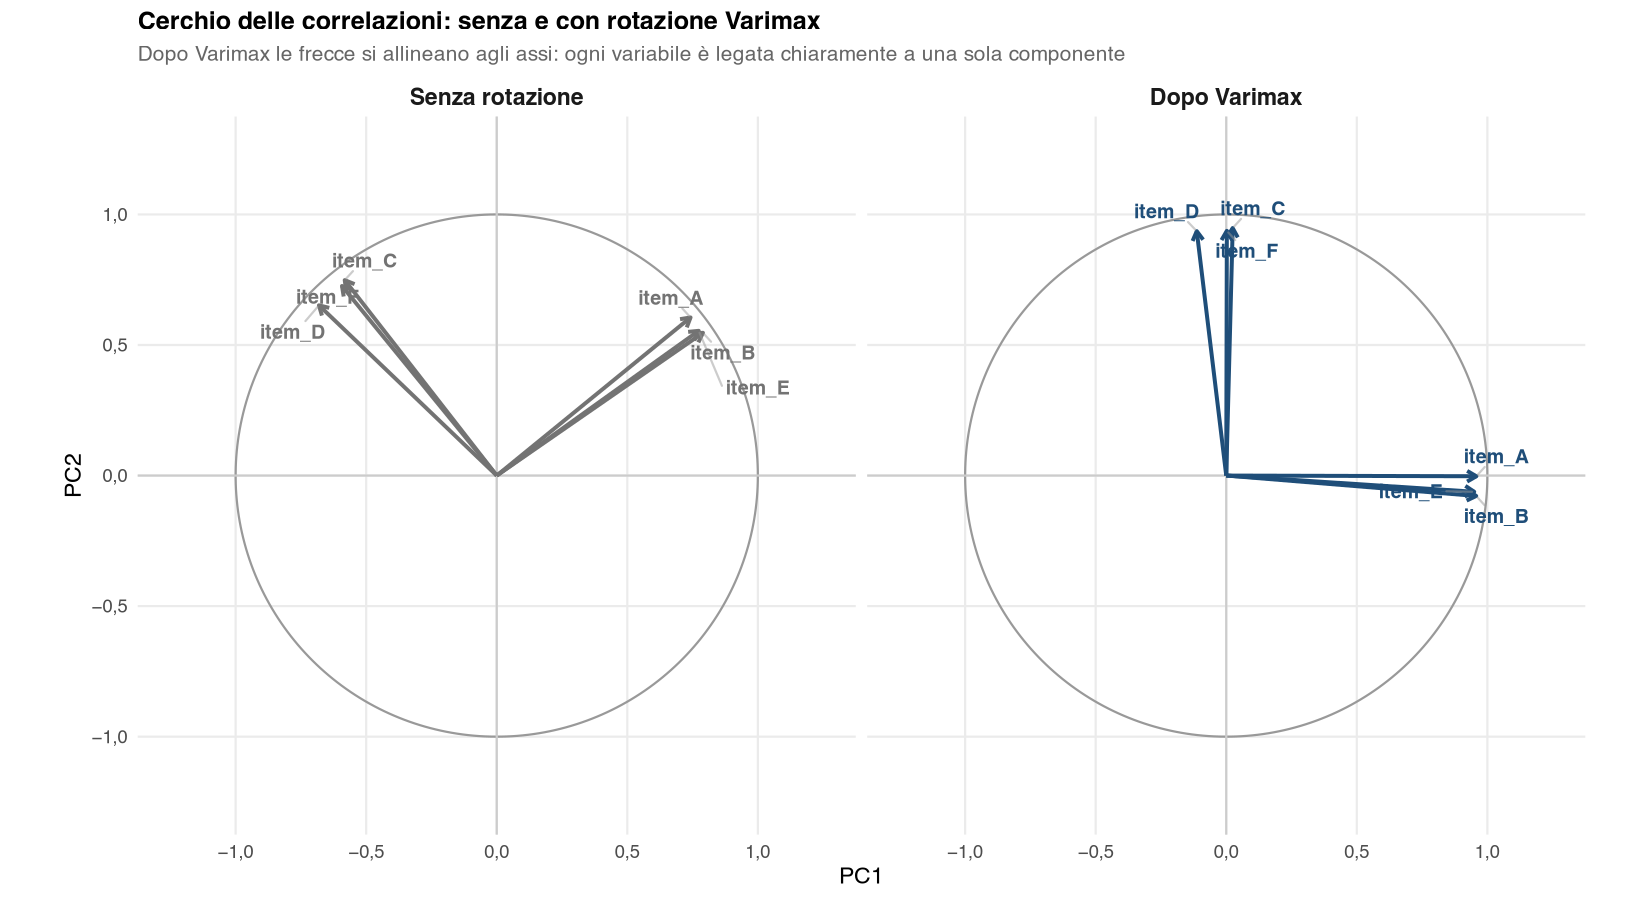 Cerchio delle correlazioni: senza e con rotazione Varimax
Dopo Varimax le frecce si allineano agli assi: ogni variabile è legata chiaramente a una sola componente
Senza rotazione
Dopo Varimax
item_C
item_F
item_D
item_A
item_B
item_E
item_D
item_C
item_F
item_A
item_E
item_B
1,0
0,5
0,0
−0,5
−1,0
PC2
−1,0
−0,5
0,0
0,5
1,0
−1,0
−0,5
0,0
0,5
1,0
PC1